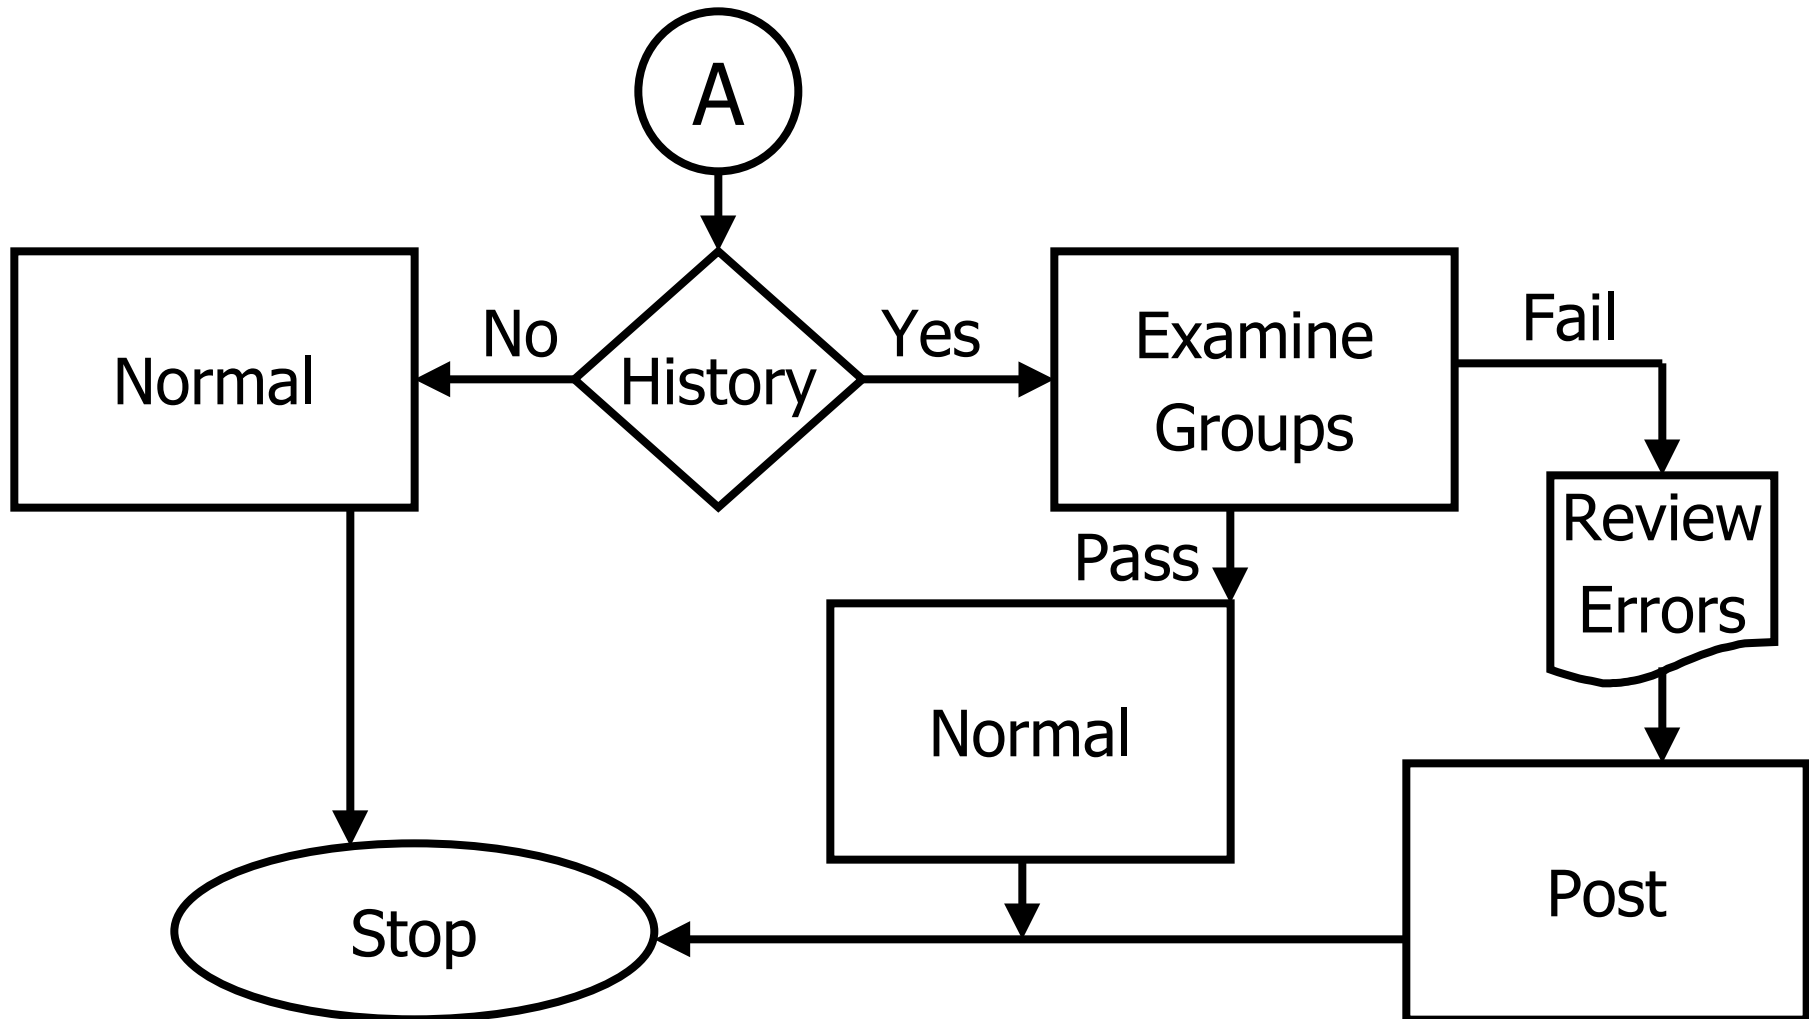 A
No
Yes
Fail
Normal
History
Examine
Groups
Review
Errors
Pass
Normal
Post
Stop